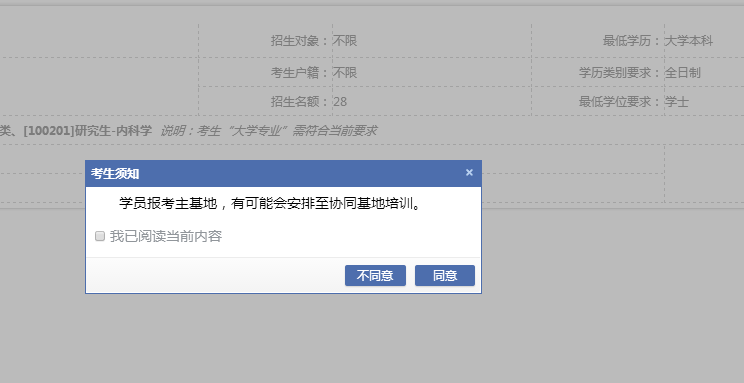 招生对象：不限 最低学历：大学本科
考生户籍：不限 学历类别要求：全日制
招生名额：28 最低学位要求：学士
类、[100201]研究生-内科学 说明：考生“大学专业”需符合当前要求
考生须知 ×
学员报考主基地，有可能会安排至协同基地培训。
我已阅读当前内容
不同意 同意